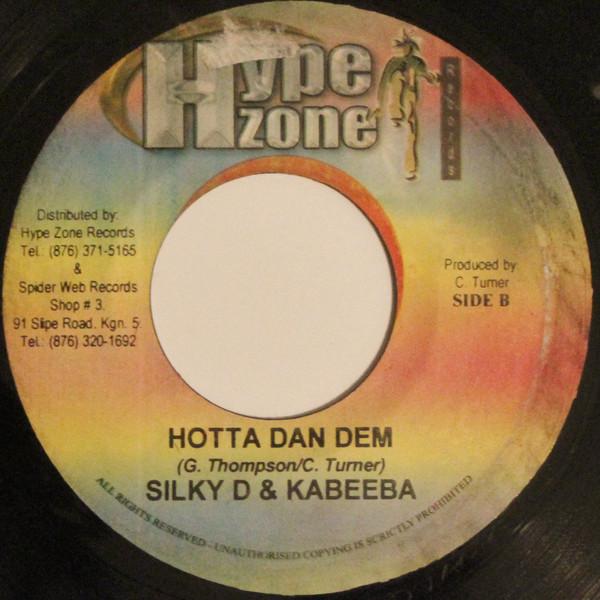 Hype
zone
Records
Distributed by:
Hype Zone Records
Tel.: (876) 371-5165
&
Spider Web Records
Shop # 3.
91 Slipe Road. Kgn. 5.
Tel.: (876) 320-1692
Produced by:
C. Turner
SIDE B
HOTTA DAN DEM
(G. Thompson/C. Turner)
SILKY D & KABEEBA
ALL RIGHTS RESERVED - UNAUTHORISED COPYING IS SCRICTLY PROHIBITED